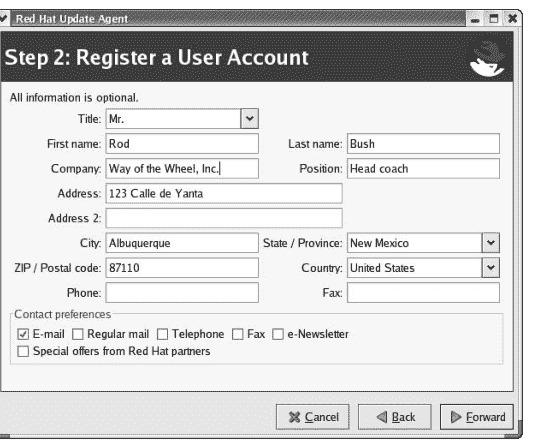 Red Hat Update Agent
Step 2: Register a User Account
All information is optional.
Title: Mr.
First name: Rod Last name: Bush
Company: Way of the Wheel, Inc. Position: Head coach
Address: 123 Calle de Yanta
Address 2:
City: Albuquerque State / Province: New Mexico
ZIP / Postal code: 87110 Country: United States
Phone: Fax:
Contact preferences
E-mail Regular mail Telephone Fax e-Newsletter
Special offers from Red Hat partners
Cancel Back Forward